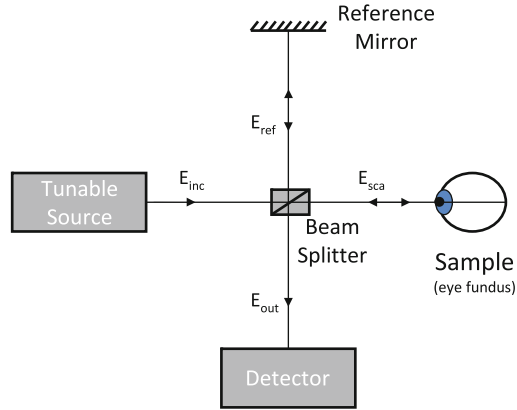 Reference
Mirror
E_ref
Tunable
Source
E_inc
E_sca
Beam
Splitter
Sample
(eye fundus)
E_out
Detector